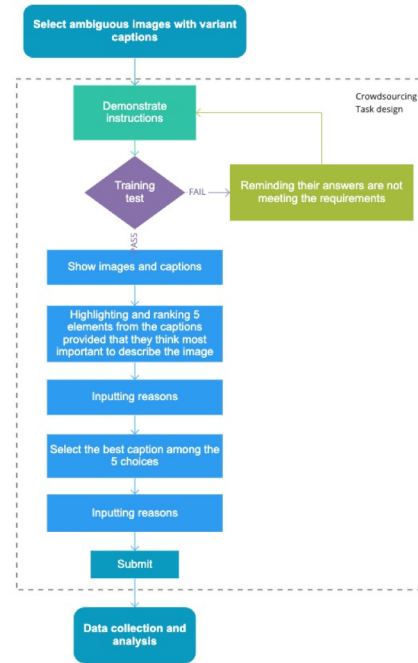 Select ambiguous images with variant
captions
Crowdsourcing
Task design
Demonstrate
instructions
Training
test
FAIL
Reminding their answers are not
meeting the requirements
PASS
Show images and captions
Highlighting and ranking 5
elements from the captions
provided that they think most
important to describe the image
Inputting reasons
Select the best caption among the
5 choices
Inputting reasons
Submit
Data collection and
analysis